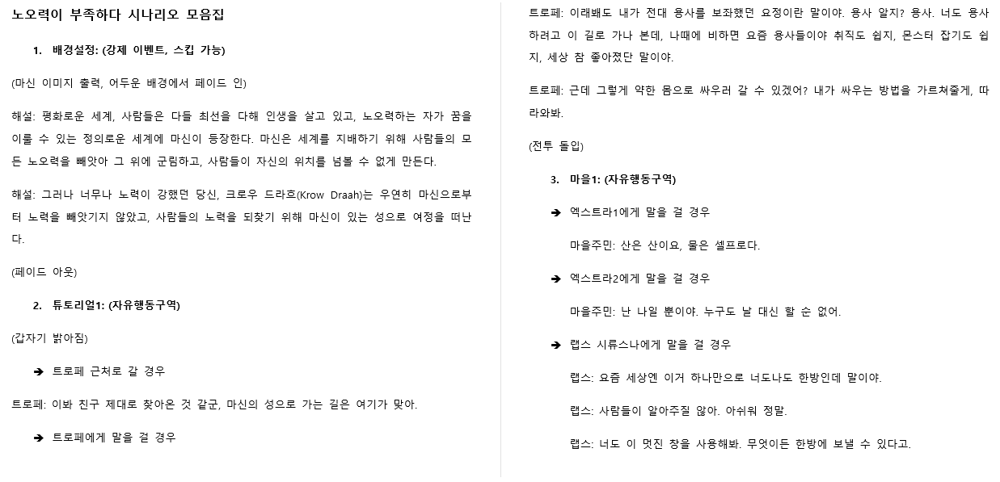 노오력이 부족하다 시나리오 모음집
1. 배경설정: (강제 이벤트, 스킵 가능)
(마신 이미지 출력, 어두운 배경에서 페이드 인)
해설: 평화로운 세계, 사람들은 다들 최선을 다해 인생을 살고 있고, 노오력하는 자가 꿈을
이룰 수 있는 정의로운 세계에 마신이 등장한다. 마신은 세계를 지배하기 위해 사람들의 모
든 노오력을 빼앗아 그 위에 군림하고, 사람들이 자신의 위치를 넘볼 수 없게 만든다.
해설: 그러나 너무나 노력이 강했던 당신, 크로우 드라흐(Krow Draah)는 우연히 마신으로부
터 노력을 빼앗기지 않았고, 사람들의 노력을 되찾기 위해 마신이 있는 성으로 여정을 떠난
다.
(페이드 아웃)
2. 튜토리얼1: (자유행동구역)
(갑자기 밝아짐)
➔ 트로페 근처로 갈 경우
트로페: 이봐 친구 제대로 찾아온 것 같군, 마신의 성으로 가는 길은 여기가 맞아.
➔ 트로페에게 말을 걸 경우
트로페: 이래봬도 내가 전대 용사를 보좌했던 요정이란 말이야. 용사 알지? 용사. 너도 용사
하려고 이 길로 가나 본데, 나때에 비하면 요즘 용사들이야 취직도 쉽지, 몬스터 잡기도 쉽
지, 세상 참 좋아졌단 말이야.
트로페: 근데 그렇게 약한 몸으로 싸우러 갈 수 있겠어? 내가 싸우는 방법을 가르쳐줄게, 따
라와봐.
(전투 돌입)
3. 마을1: (자유행동구역)
➔ 엑스트라1에게 말을 걸 경우
마을주민: 산은 산이요, 물은 셀프로다.
➔ 엑스트라2에게 말을 걸 경우
마을주민: 난 나일 뿐이야. 누구도 날 대신 할 순 없어.
➔ 랩스 시류스나에게 말을 걸 경우
랩스: 요즘 세상엔 이거 하나만으로 너도나도 한방인데 말이야.
랩스: 사람들이 알아주질 않아. 아쉬워 정말.
랩스: 너도 이 멋진 창을 사용해봐. 무엇이든 한방에 보낼 수 있다고.